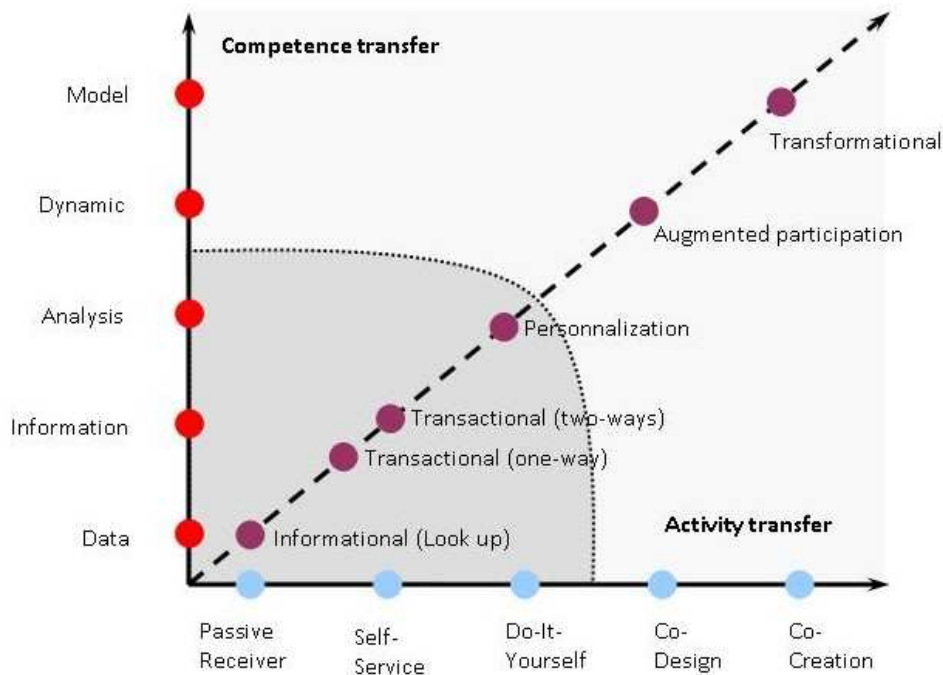 Competence transfer
Model
Transformational
Dynamic
Augmented participation
Analysis
Personnalization
Information
Transactional (two-ways)
Transactional (one-way)
Activity transfer
Data
Informational (Look up)
Passive
Receiver
Self-
Service
Do-It-
Yourself
Co-
Design
Co-
Creation